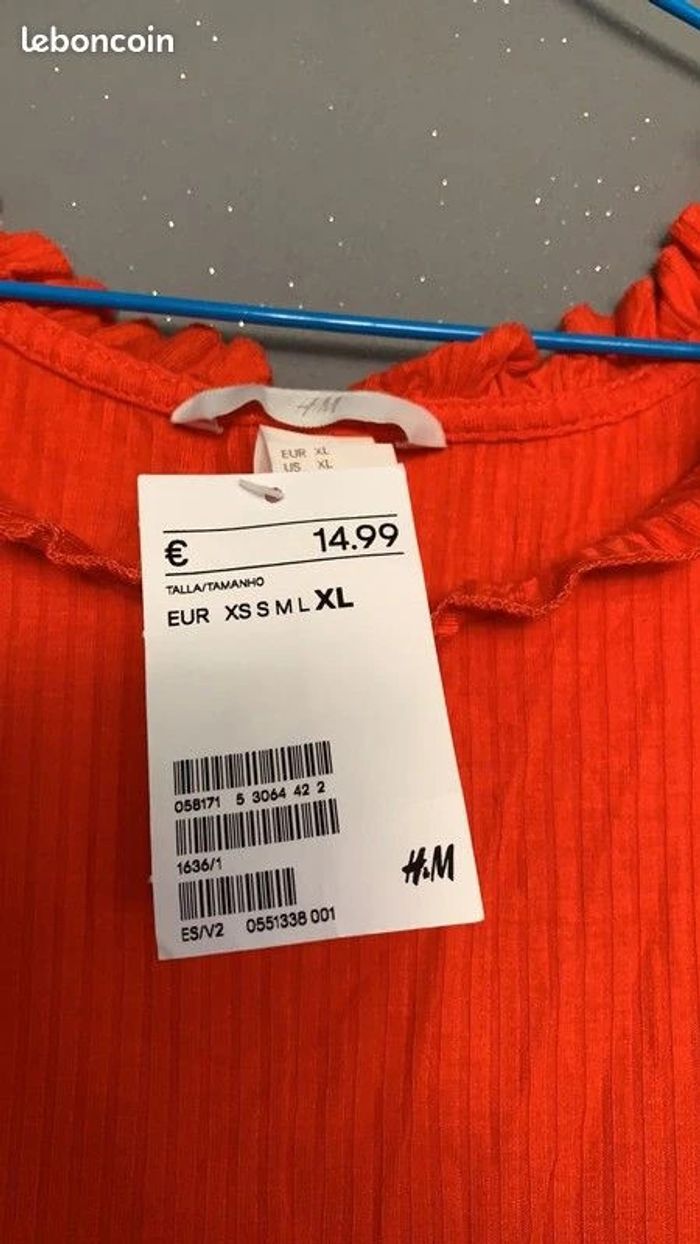 leboncoin
H&M
EUR XL
US XL
€ 14.99
TALLA/TAMANHO
EUR XS S M L XL
058171 5 3064 42 2
1636/1
H&M
ES/V2 0551338 001